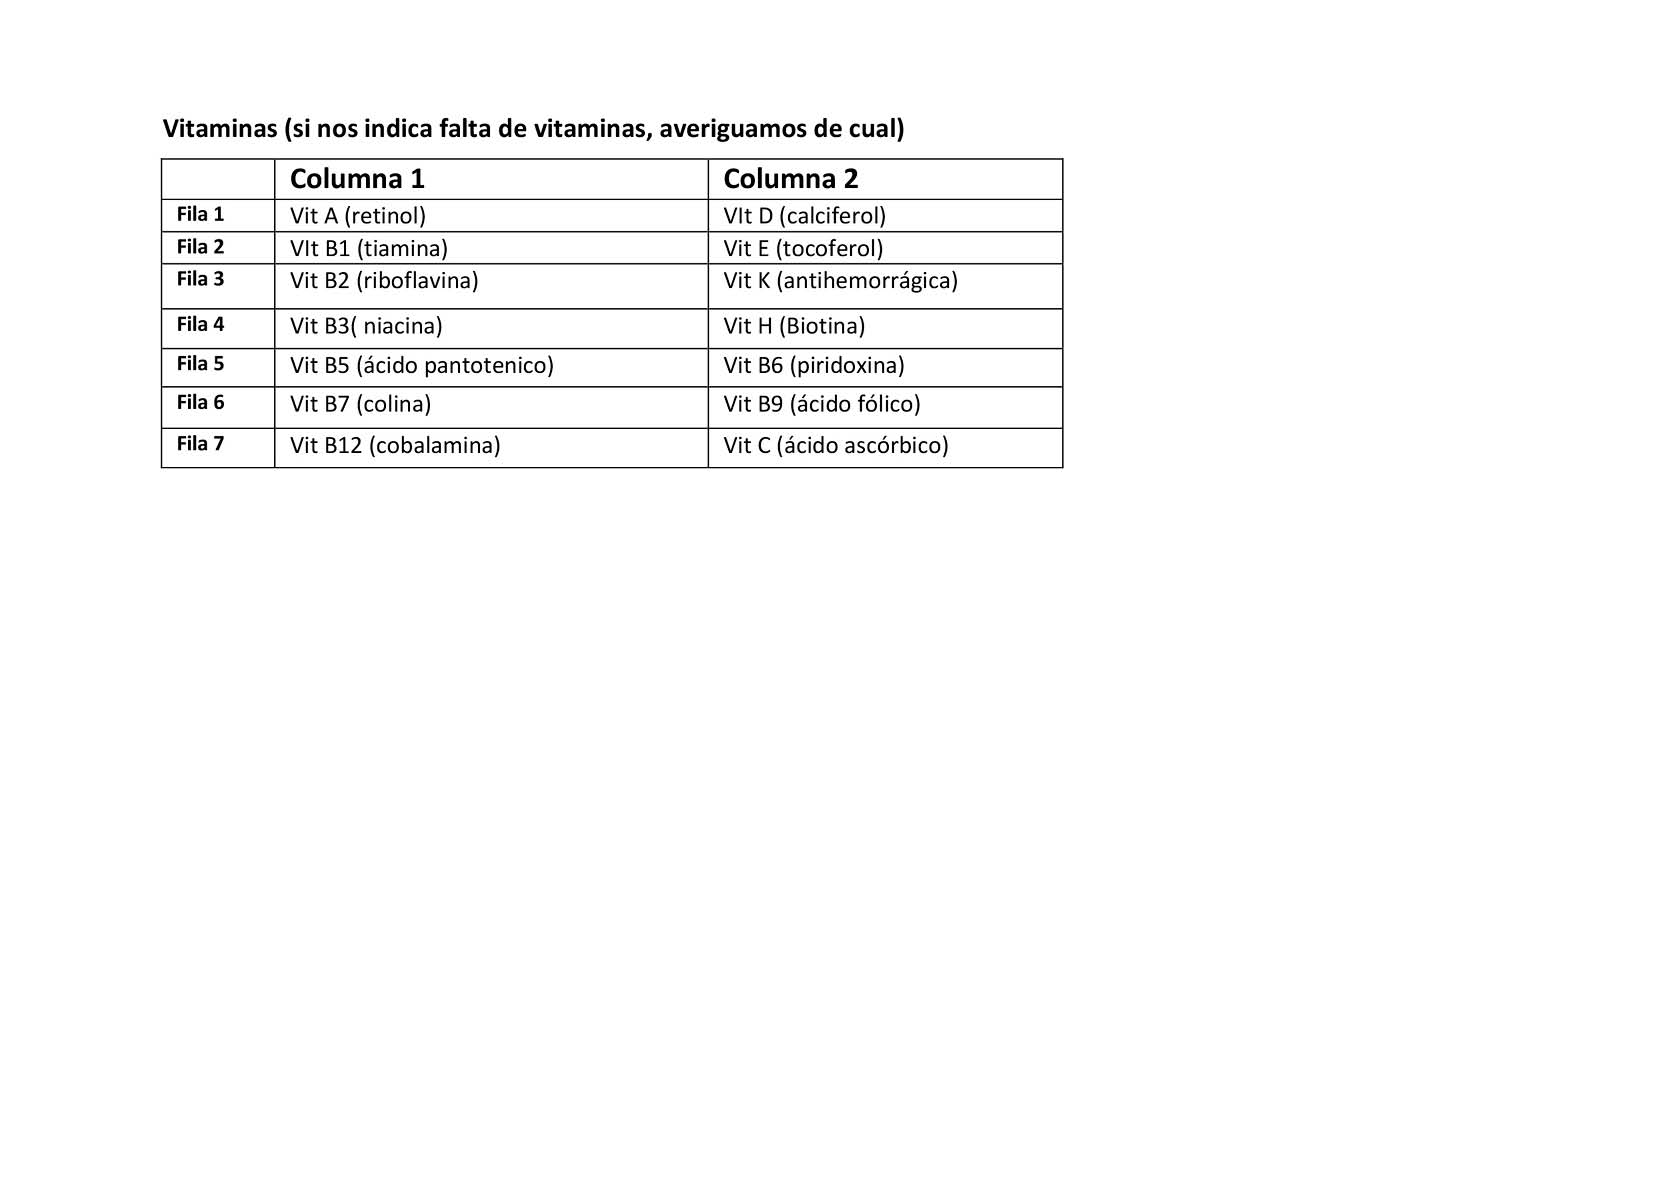 Vitaminas (si nos indica falta de vitaminas, averiguamos de cual)
Columna 1 Columna 2
Fila 1 Vit A (retinol) VIt D (calciferol)
Fila 2 VIt B1 (tiamina) Vit E (tocoferol)
Fila 3 Vit B2 (riboflavina) Vit K (antihemorrágica)
Fila 4 Vit B3( niacina) Vit H (Biotina)
Fila 5 Vit B5 (ácido pantotenico) Vit B6 (piridoxina)
Fila 6 Vit B7 (colina) Vit B9 (ácido fólico)
Fila 7 Vit B12 (cobalamina) Vit C (ácido ascórbico)